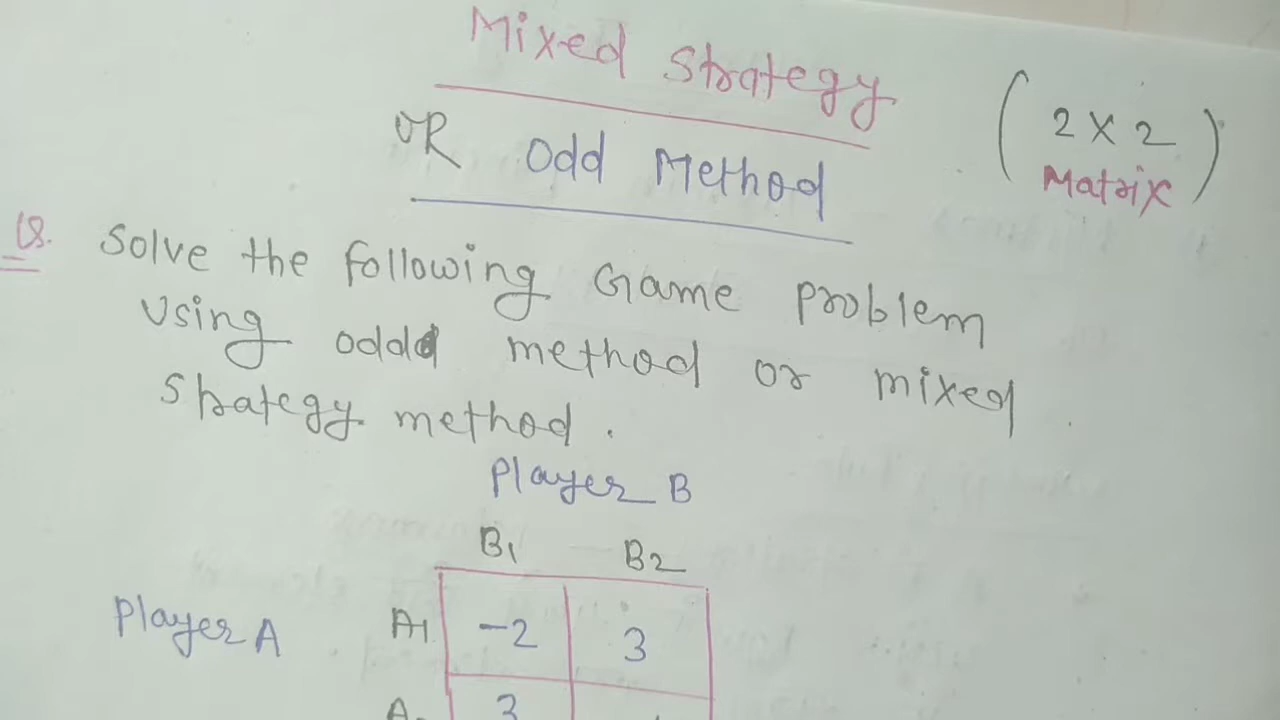 Mixed Strategy
OR Odd Method
(2 X 2
Matrix)
Q. Solve the following Game problem
Using odd method or mixed
Strategy method.
Player B
B1 B2
Player A A1 -2 3
3